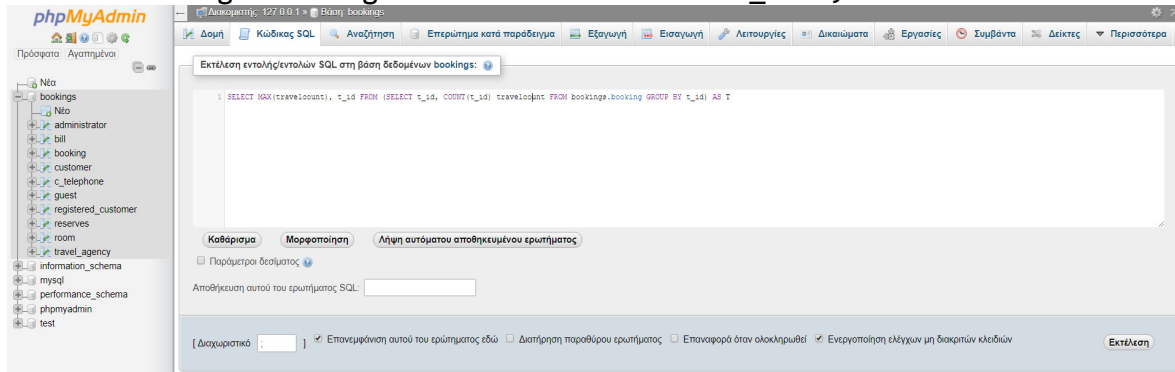 phpMyAdmin
Πρόσφατα Αγαπημένοι
Νέα
bookings
Νέο
administrator
bill
booking
customer
c_telephone
guest
registered_customer
reserves
room
travel_agency
information_schema
mysql
performance_schema
phpmyadmin
test
Διακομιστής: 127.0.0.1 » Βάση: bookings
Δομή Κώδικας SQL Αναζήτηση Επερώτημα κατά παράδειγμα Εξαγωγή Εισαγωγή Λειτουργίες Δικαιώματα Εργασίες Συμβάντα Δείκτες Περισσότερα
Εκτέλεση εντολής/εντολών SQL στη βάση δεδομένων bookings:
1 SELECT MAX(travelcount), t_id FROM (SELECT t_id, COUNT(t_id) travelcount FROM bookings.booking GROUP BY t_id) AS T
Καθάρισμα Μορφοποίηση Λήψη αυτόματου αποθηκευμένου ερωτήματος
Παράμετροι δεσίματος
Αποθήκευση αυτού του ερωτήματος SQL:
[ Διαχωριστικό ; ] Επανεμφάνιση αυτού του ερώτηματος εδώ Διατήρηση παραθύρου ερωτήματος Επαναφορά όταν ολοκληρωθεί Ενεργοποίηση ελέγχων μη διακριτών κλειδιών Εκτέλεση